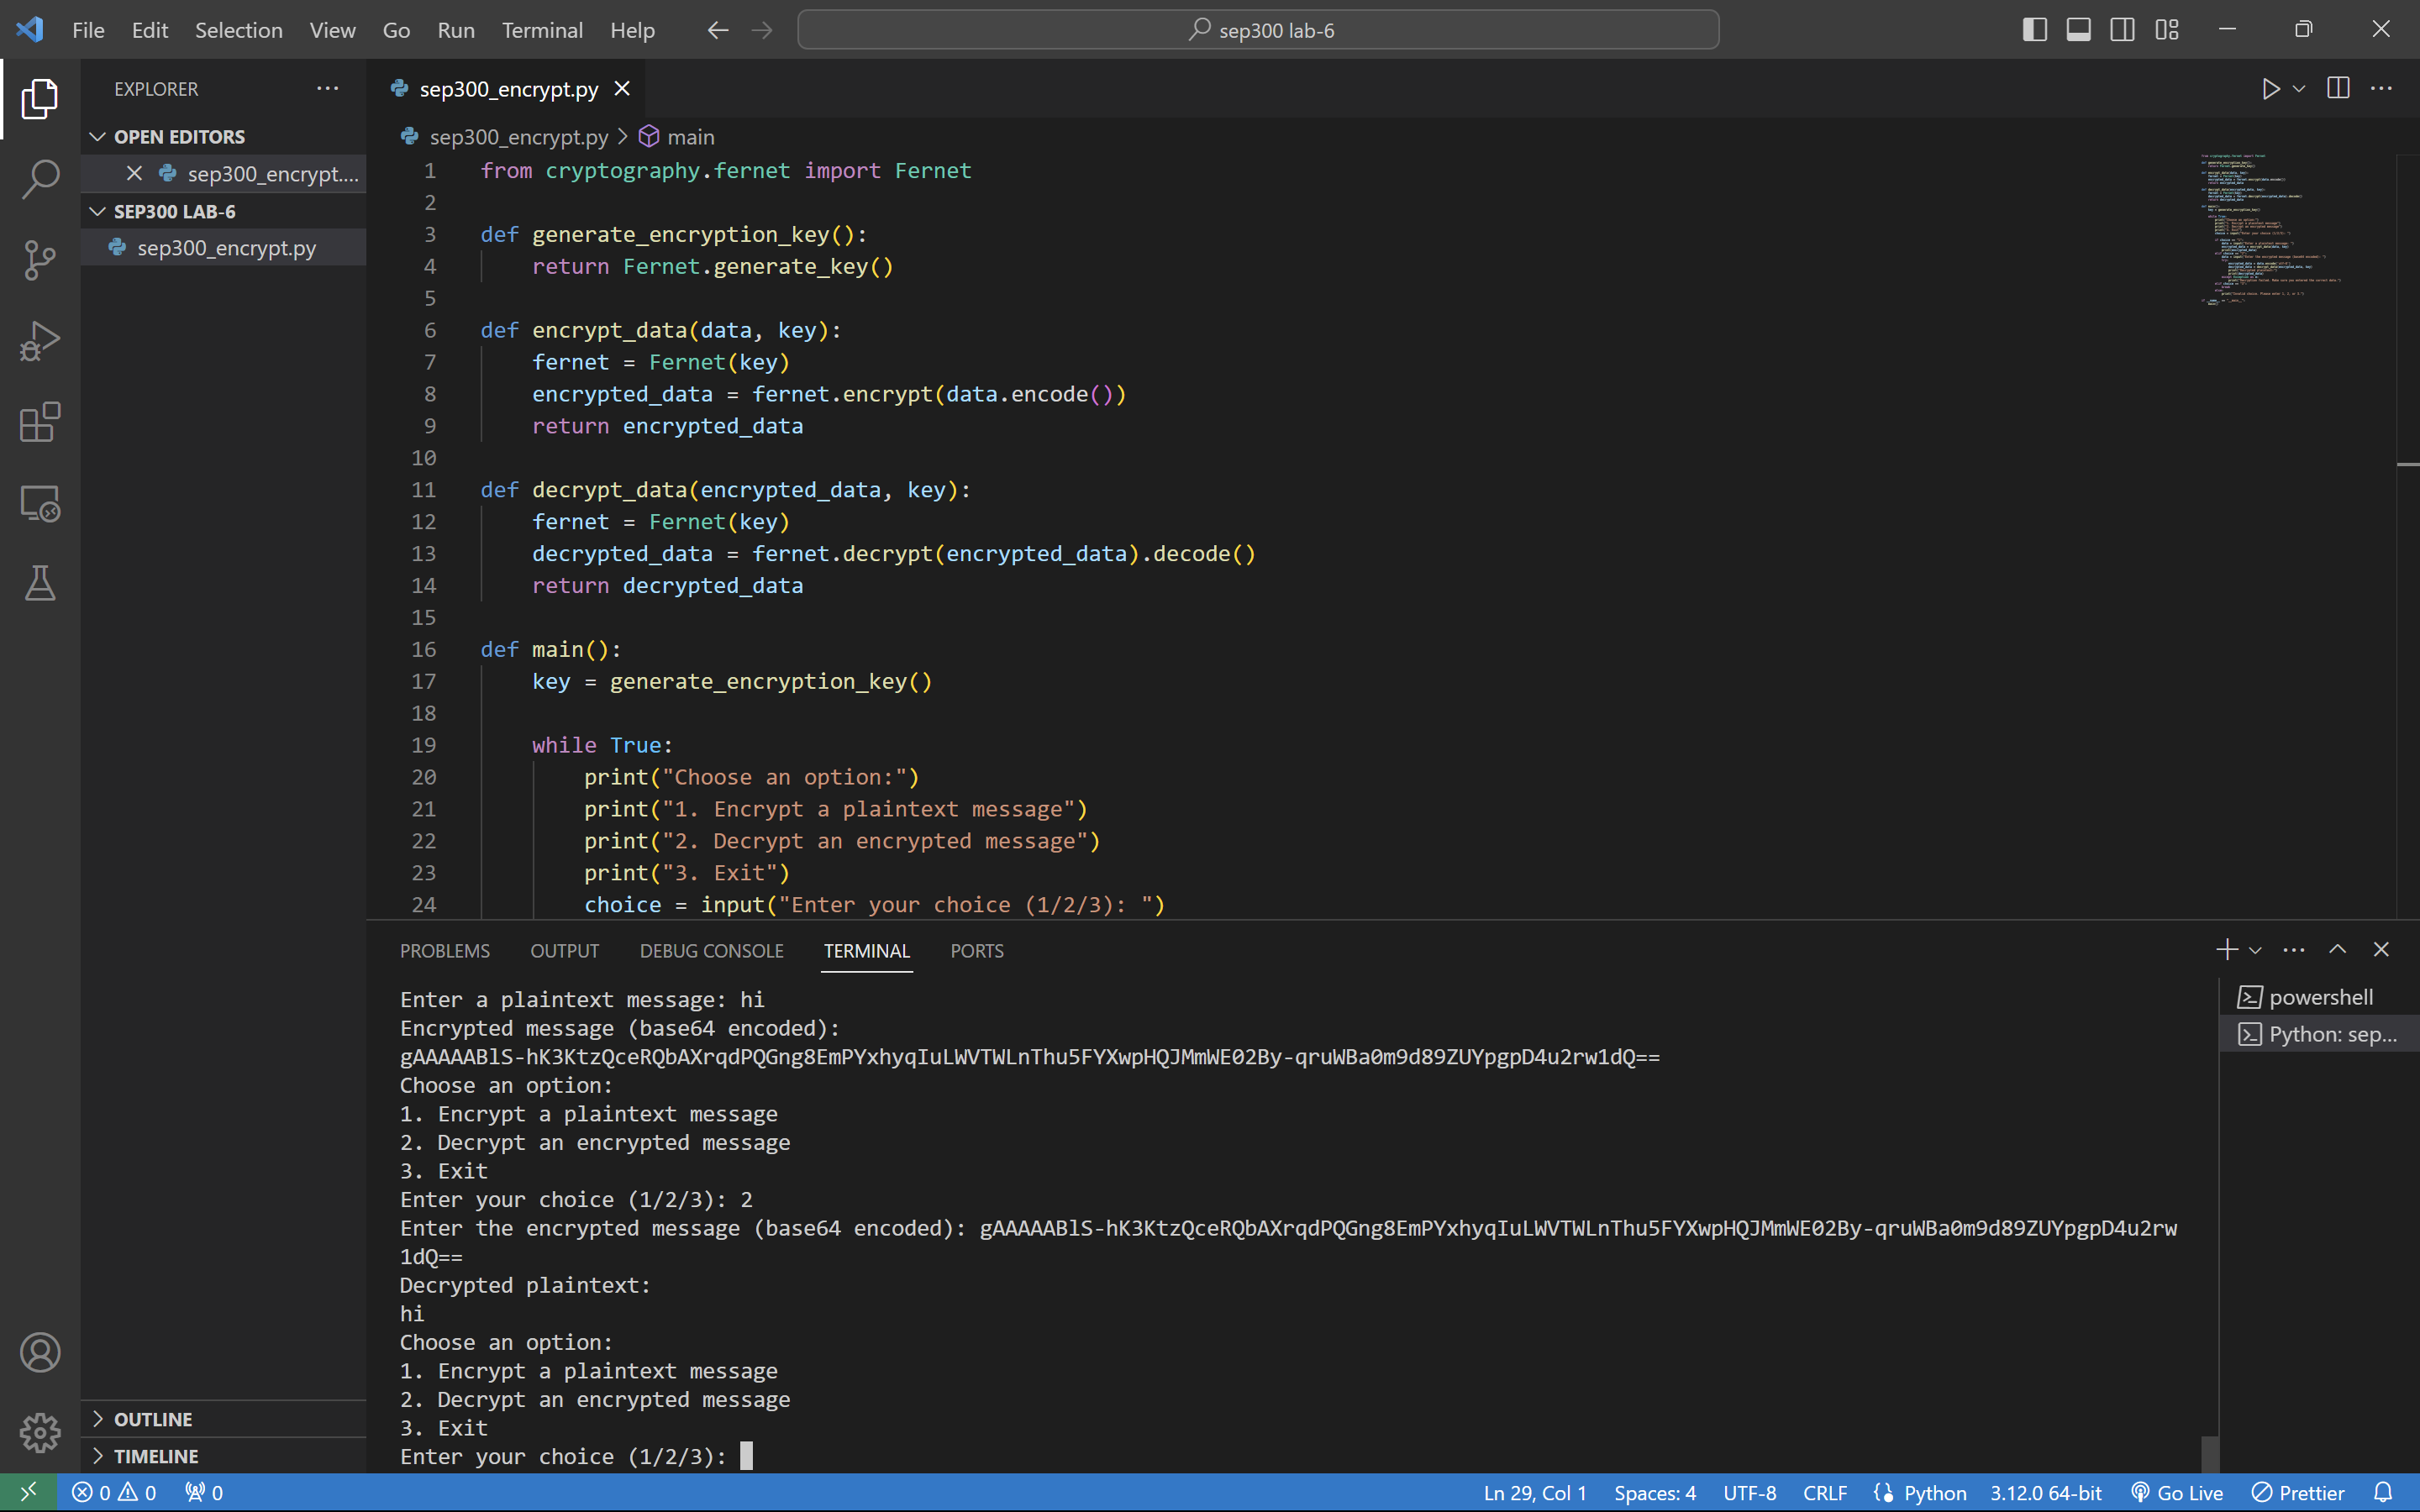 File Edit Selection View Go Run Terminal Help
sep300 lab-6
EXPLORER
OPEN EDITORS
sep300_encrypt....
SEP300 LAB-6
sep300_encrypt.py
OUTLINE
TIMELINE
sep300_encrypt.py
sep300_encrypt.py > main
1 from cryptography.fernet import Fernet
2
3 def generate_encryption_key():
4     return Fernet.generate_key()
5
6 def encrypt_data(data, key):
7     fernet = Fernet(key)
8     encrypted_data = fernet.encrypt(data.encode())
9     return encrypted_data
10
11 def decrypt_data(encrypted_data, key):
12     fernet = Fernet(key)
13     decrypted_data = fernet.decrypt(encrypted_data).decode()
14     return decrypted_data
15
16 def main():
17     key = generate_encryption_key()
18
19     while True:
20         print("Choose an option:")
21         print("1. Encrypt a plaintext message")
22         print("2. Decrypt an encrypted message")
23         print("3. Exit")
24         choice = input("Enter your choice (1/2/3): ")
PROBLEMS OUTPUT DEBUG CONSOLE TERMINAL PORTS
Enter a plaintext message: hi
Encrypted message (base64 encoded):
gAAAAABlS-hK3KtzQceRQbAXrqdPQGng8EmPYxhyqIuLWVTWLnThu5FYXwpHQJMmWE02By-qruWBa0m9d89ZUYpgpD4u2rw1dQ==
Choose an option:
1. Encrypt a plaintext message
2. Decrypt an encrypted message
3. Exit
Enter your choice (1/2/3): 2
Enter the encrypted message (base64 encoded): gAAAAABlS-hK3KtzQceRQbAXrqdPQGng8EmPYxhyqIuLWVTWLnThu5FYXwpHQJMmWE02By-qruWBa0m9d89ZUYpgpD4u2rw
1dQ==
Decrypted plaintext:
hi
Choose an option:
1. Encrypt a plaintext message
2. Decrypt an encrypted message
3. Exit
Enter your choice (1/2/3):
powershell
Python: sep...
0 0 0 Ln 29, Col 1 Spaces: 4 UTF-8 CRLF Python 3.12.0 64-bit Go Live Prettier